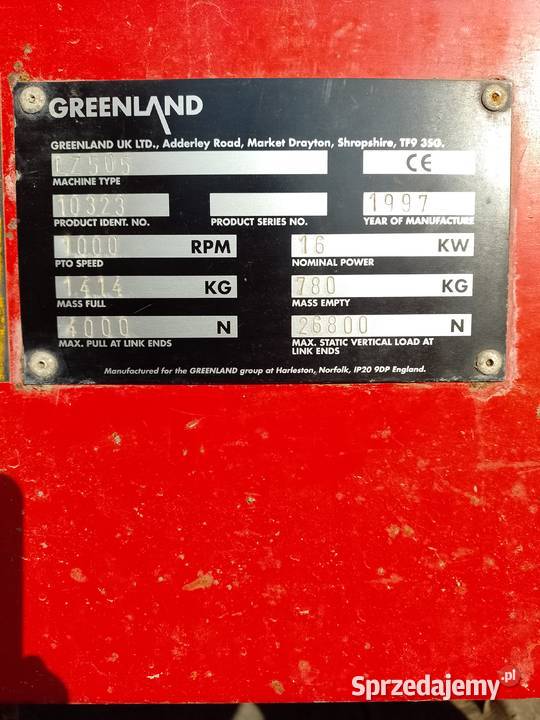 GREENLAND
GREENLAND UK LTD., Adderley Road, Market Drayton, Shropshire, TF9 3SG.
CE
MACHINE TYPE
10323 1997
PRODUCT IDENT. NO. PRODUCT SERIES NO. YEAR OF MANUFACTURE
1000 RPM 16 KW
PTO SPEED NOMINAL POWER
1414 KG 780 KG
MASS FULL MASS EMPTY
4000 N 26800 N
MAX. PULL AT LINK ENDS MAX. STATIC VERTICAL LOAD AT
LINK ENDS
Manufactured for the GREENLAND group at Harleston, Norfolk, IP20 9DP England.
Sprzedajemy.pl